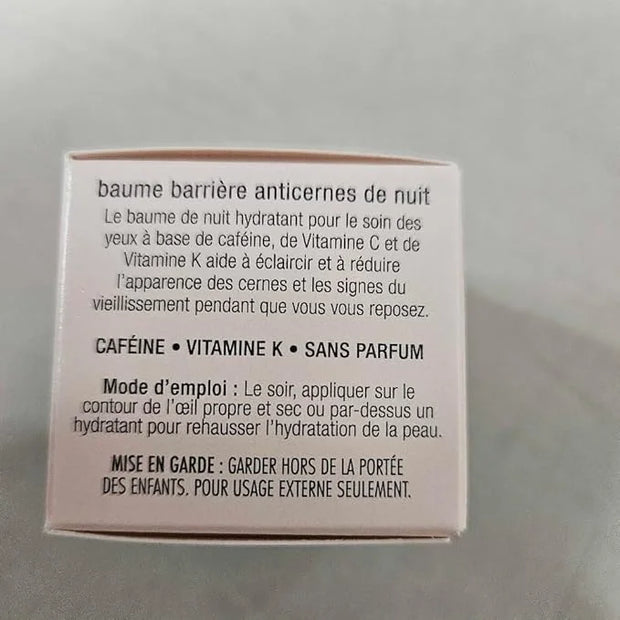 baume barrière anticernes de nuit
Le baume de nuit hydratant pour le soin des
yeux à base de caféine, de Vitamine C et de
Vitamine K aide à éclaircir et à réduire
l'apparence des cernes et les signes du
vieillissement pendant que vous vous reposez.
CAFÉINE • VITAMINE K • SANS PARFUM
Mode d'emploi : Le soir, appliquer sur le
contour de l'œil propre et sec ou par-dessus un
hydratant pour rehausser l'hydratation de la peau.
MISE EN GARDE : GARDER HORS DE LA PORTÉE
DES ENFANTS. POUR USAGE EXTERNE SEULEMENT.